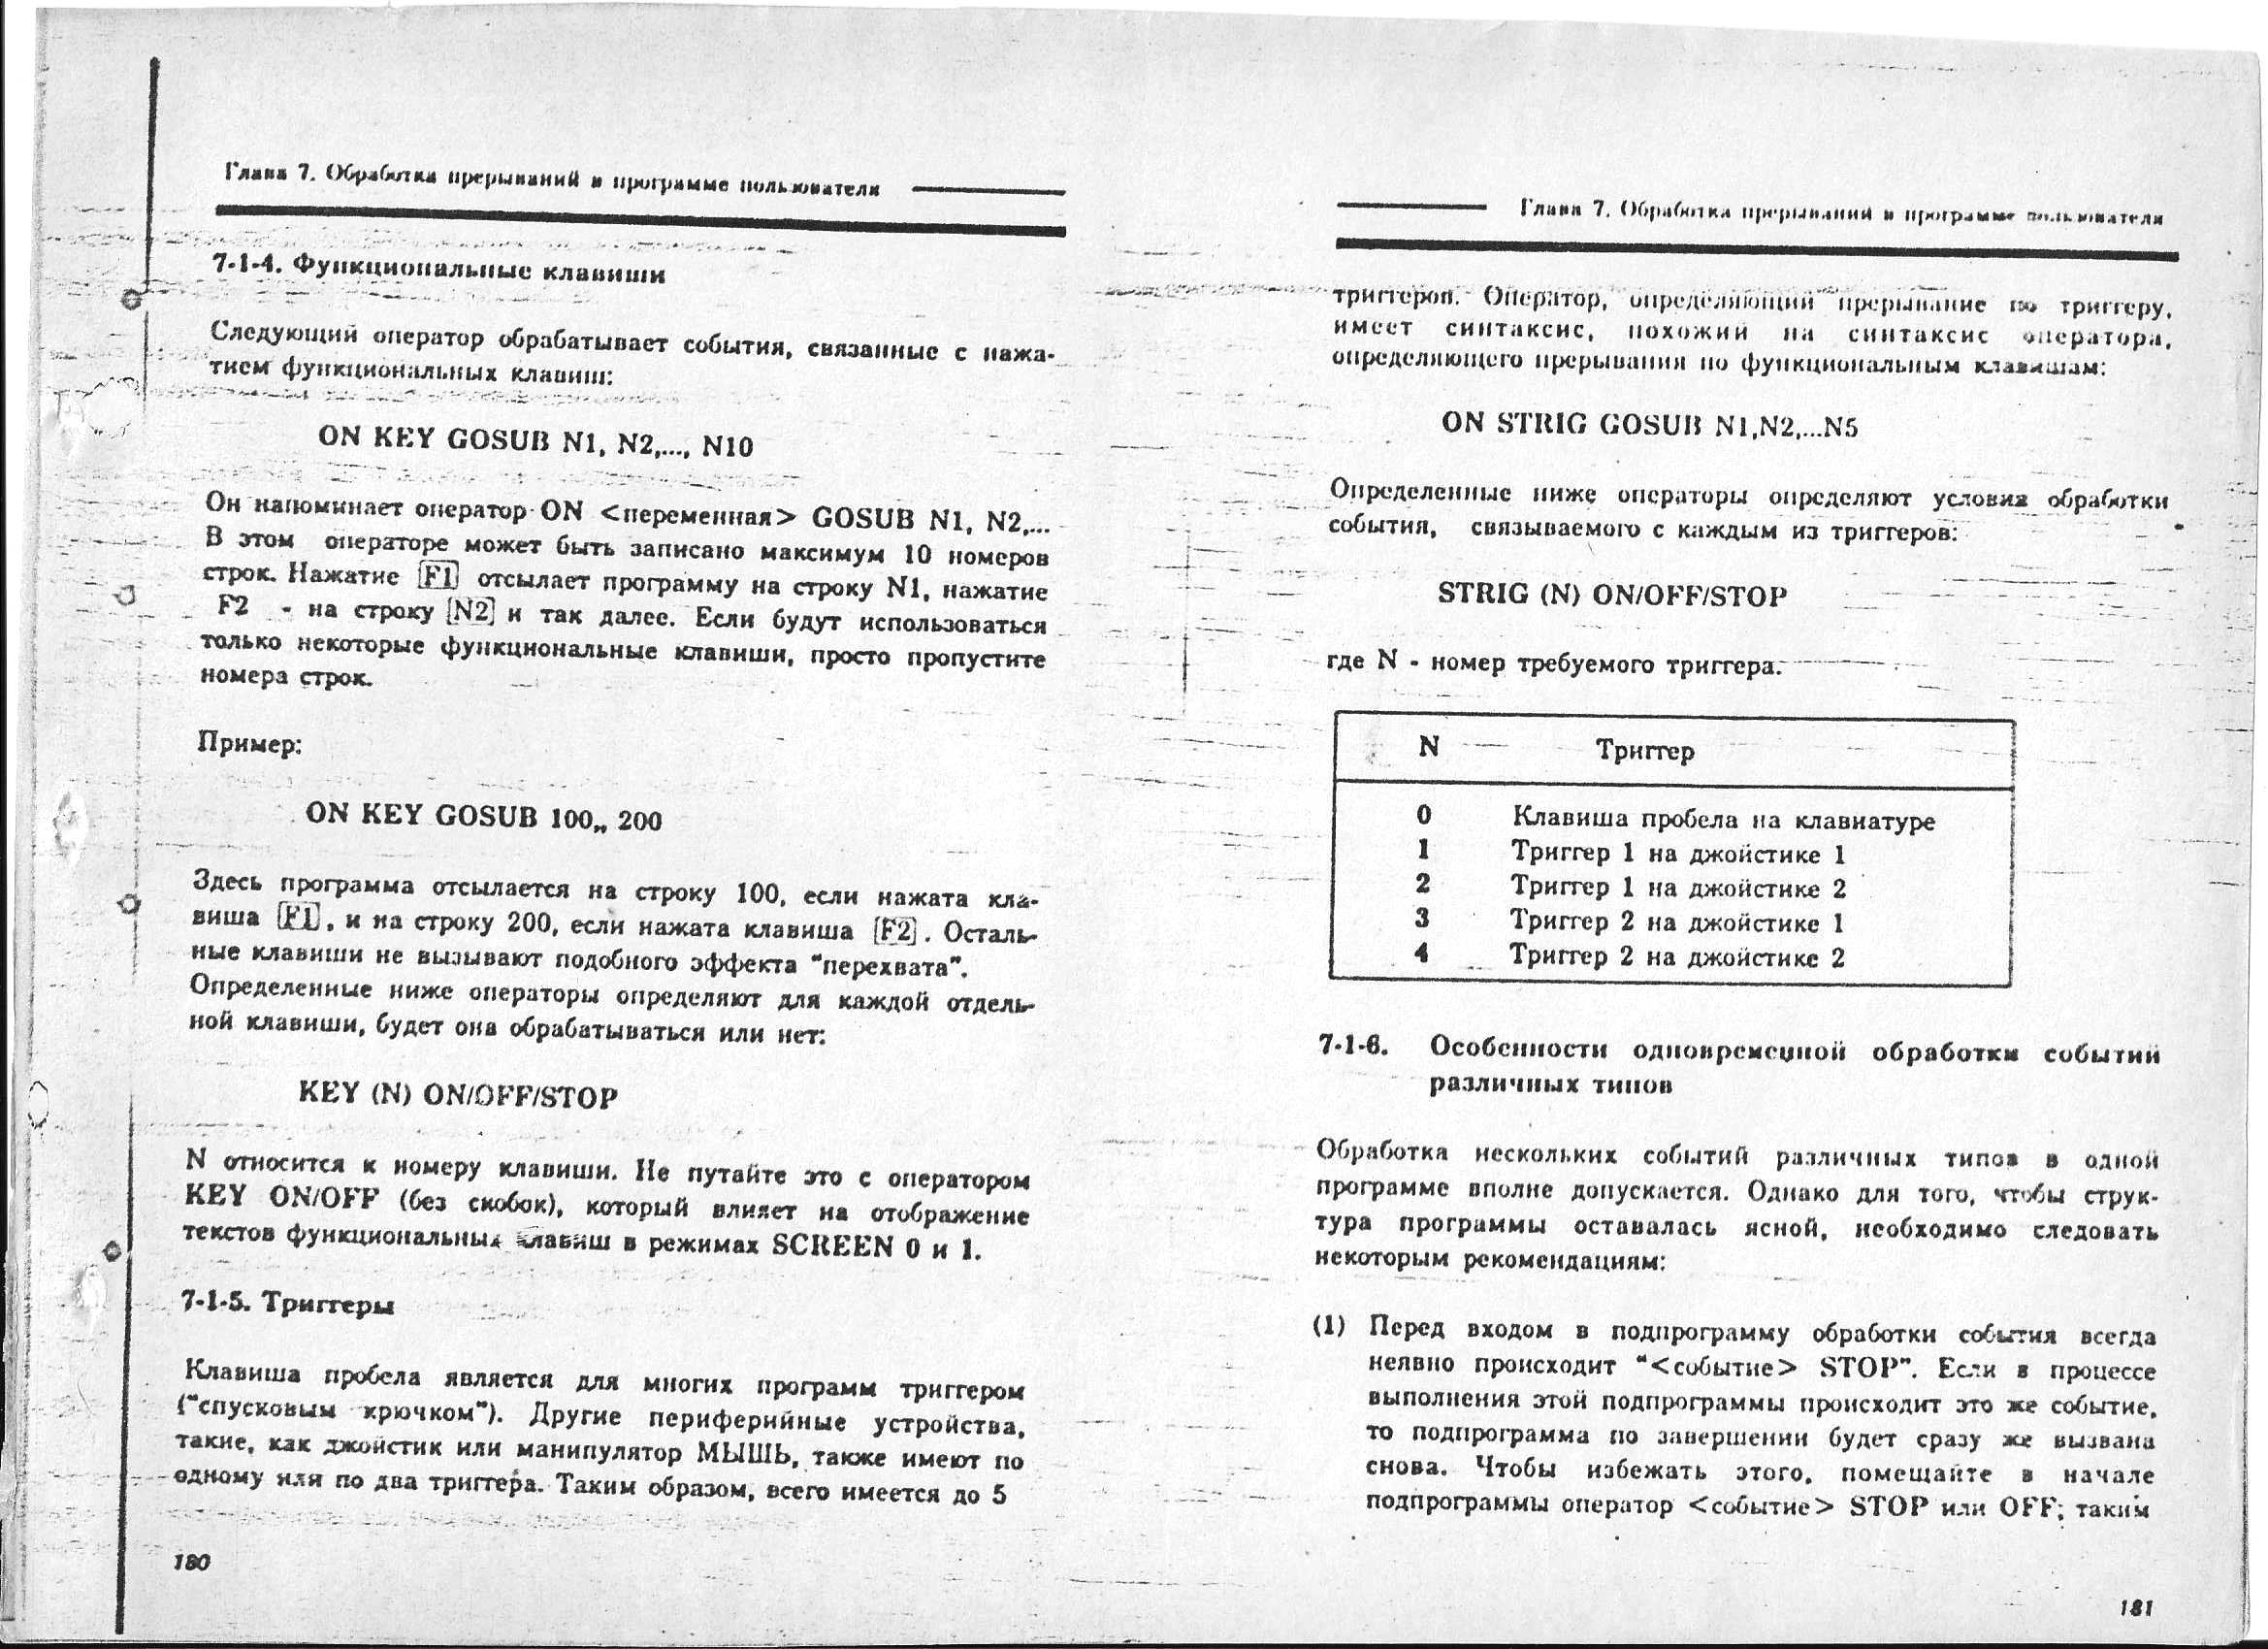 Глава 7. Обработка прерываний в программе пользователя
7-1-4. Функциональные клавиши
Следующий оператор обрабатывает события, связанные с нажа-
тием функциональных клавиш:
ON KEY GOSUB N1, N2,..., N10
Он напоминает оператор ON <переменная> GOSUB N1, N2,...
В этом операторе может быть записано максимум 10 номеров
строк. Нажатие [F1] отсылает программу на строку N1, нажатие
F2 - на строку [N2] и так далее. Если будут использоваться
только некоторые функциональные клавиши, просто пропустите
номера строк.
Пример:
ON KEY GOSUB 100,, 200
Здесь программа отсылается на строку 100, если нажата кла-
виша [F1], и на строку 200, если нажата клавиша [F2]. Осталь-
ные клавиши не вызывают подобного эффекта "перехвата".
Определенные ниже операторы определяют для каждой отдель-
ной клавиши, будет она обрабатываться или нет:
KEY (N) ON/OFF/STOP
N относится к номеру клавиши. Не путайте это с оператором
KEY ON/OFF (без скобок), который влияет на отображение
текстов функциональных клавиш в режимах SCREEN 0 и 1.
7-1-5. Триггеры
Клавиша пробела является для многих программ триггером
("спусковым крючком"). Другие периферийные устройства,
такие, как джойстик или манипулятор МЫШЬ, также имеют по
одному или по два триггера. Таким образом, всего имеется до 5
180
Глава 7. Обработка прерываний в программе пользователя
триггеров. Оператор, определяющий прерывание по триггеру,
имеет синтаксис, похожий на синтаксис оператора,
определяющего прерывания по функциональным клавишам:
ON STRIG GOSUB N1,N2,...N5
Определенные ниже операторы определяют условия обработки
события, связываемого с каждым из триггеров:
STRIG (N) ON/OFF/STOP
где N - номер требуемого триггера.
N Триггер
0 Клавиша пробела на клавиатуре
1 Триггер 1 на джойстике 1
2 Триггер 1 на джойстике 2
3 Триггер 2 на джойстике 1
4 Триггер 2 на джойстике 2
7-1-6. Особенности одновременной обработки событий
различных типов
Обработка нескольких событий различных типов в одной
программе вполне допускается. Однако для того, чтобы струк-
тура программы оставалась ясной, необходимо следовать
некоторым рекомендациям:
(1) Перед входом в подпрограмму обработки события всегда
неявно происходит "<событие> STOP". Если в процессе
выполнения этой подпрограммы происходит это же событие,
то подпрограмма по завершении будет сразу же вызвана
снова. Чтобы избежать этого, помещайте в начале
подпрограммы оператор <событие> STOP или OFF; таким
181